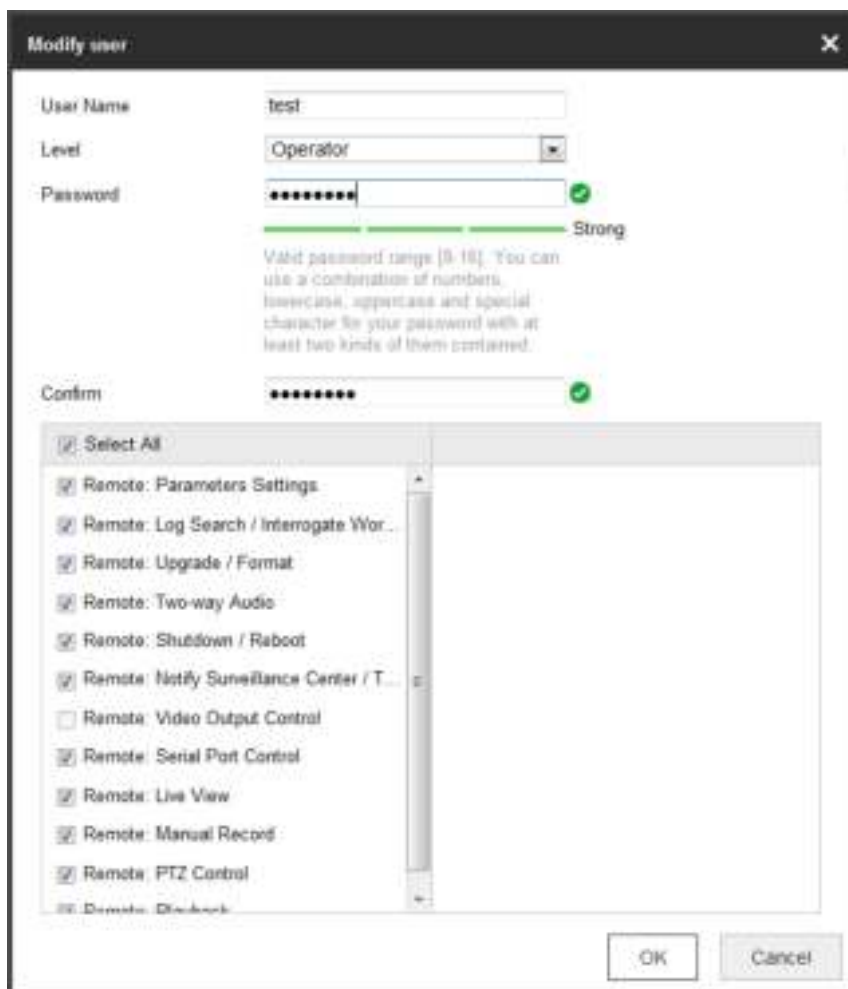 Modify user
User Name
test
Level
Operator
Password
Strong
Valid password range [8-16]. You can
use a combination of numbers,
lowercase, uppercase and special
character for your password with at
least two kinds of them contained.
Confirm
Select All
Remote: Parameters Settings
Remote: Log Search / Interrogate Wor...
Remote: Upgrade / Format
Remote: Two-way Audio
Remote: Shutdown / Reboot
Remote: Notify Surveillance Center / T...
Remote: Video Output Control
Remote: Serial Port Control
Remote: Live View
Remote: Manual Record
Remote: PTZ Control
Remote: Playback
OK
Cancel